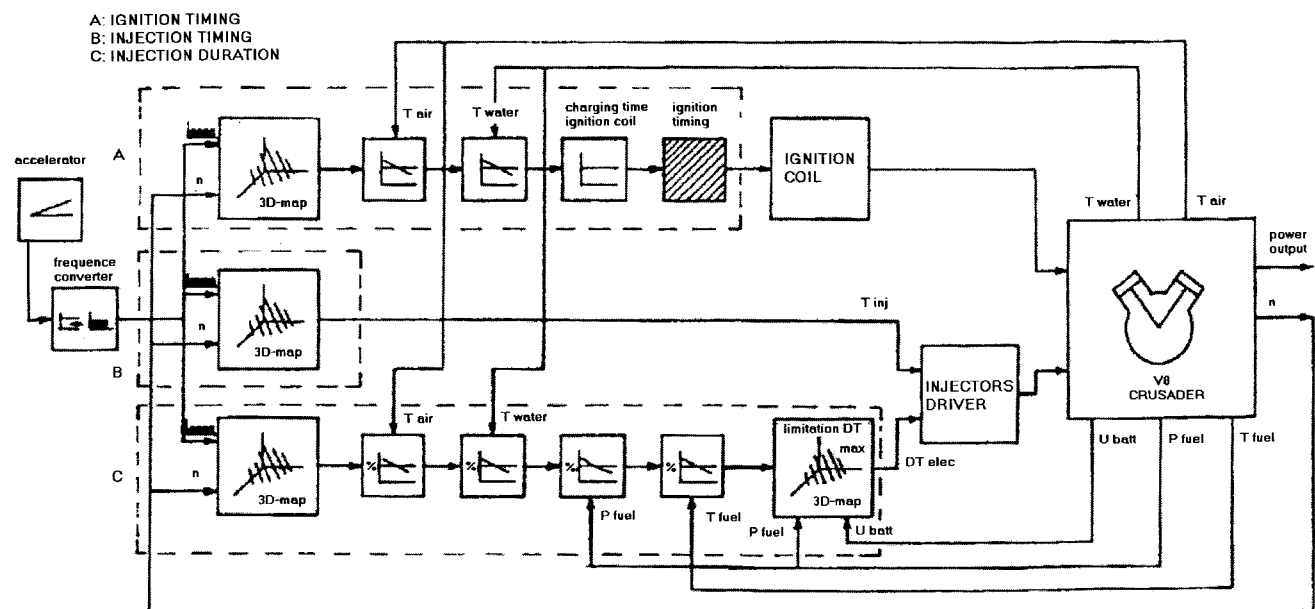 A: IGNITION TIMING
B: INJECTION TIMING
C: INJECTION DURATION
T air
T water
charging time
ignition coil
ignition
timing
A
n
3D-map
IGNITION
COIL
accelerator
T water
T air
power
output
n
frequence
converter
n
3D-map
B
T inj
INJECTORS
DRIVER
V8
CRUSADER
T air
T water
limitation DT
max
3D-map
DT elec
U batt
P fuel
T fuel
C
n
3D-map
%
%
%
%
P fuel
T fuel
P fuel
U batt